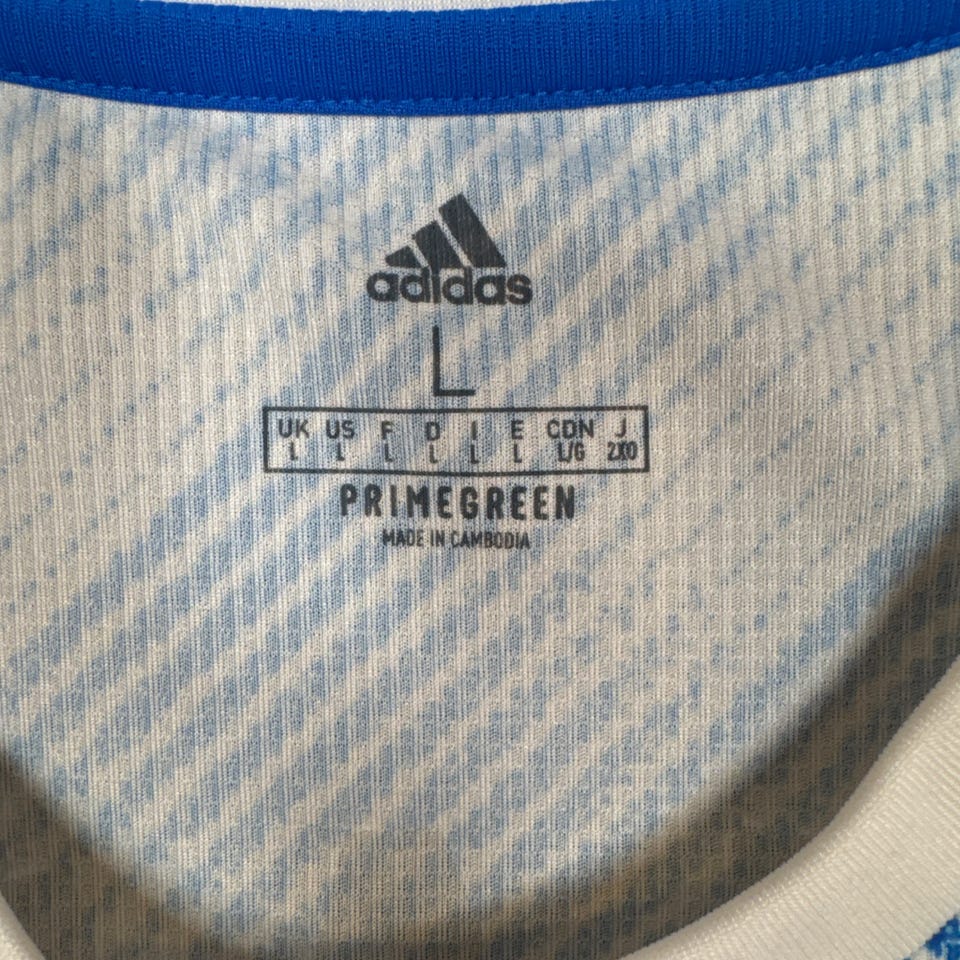 adidas
L
UK US F D I E CDN J
L L L L L L L/G 2XO
PRIMEGREEN
MADE IN CAMBODIA